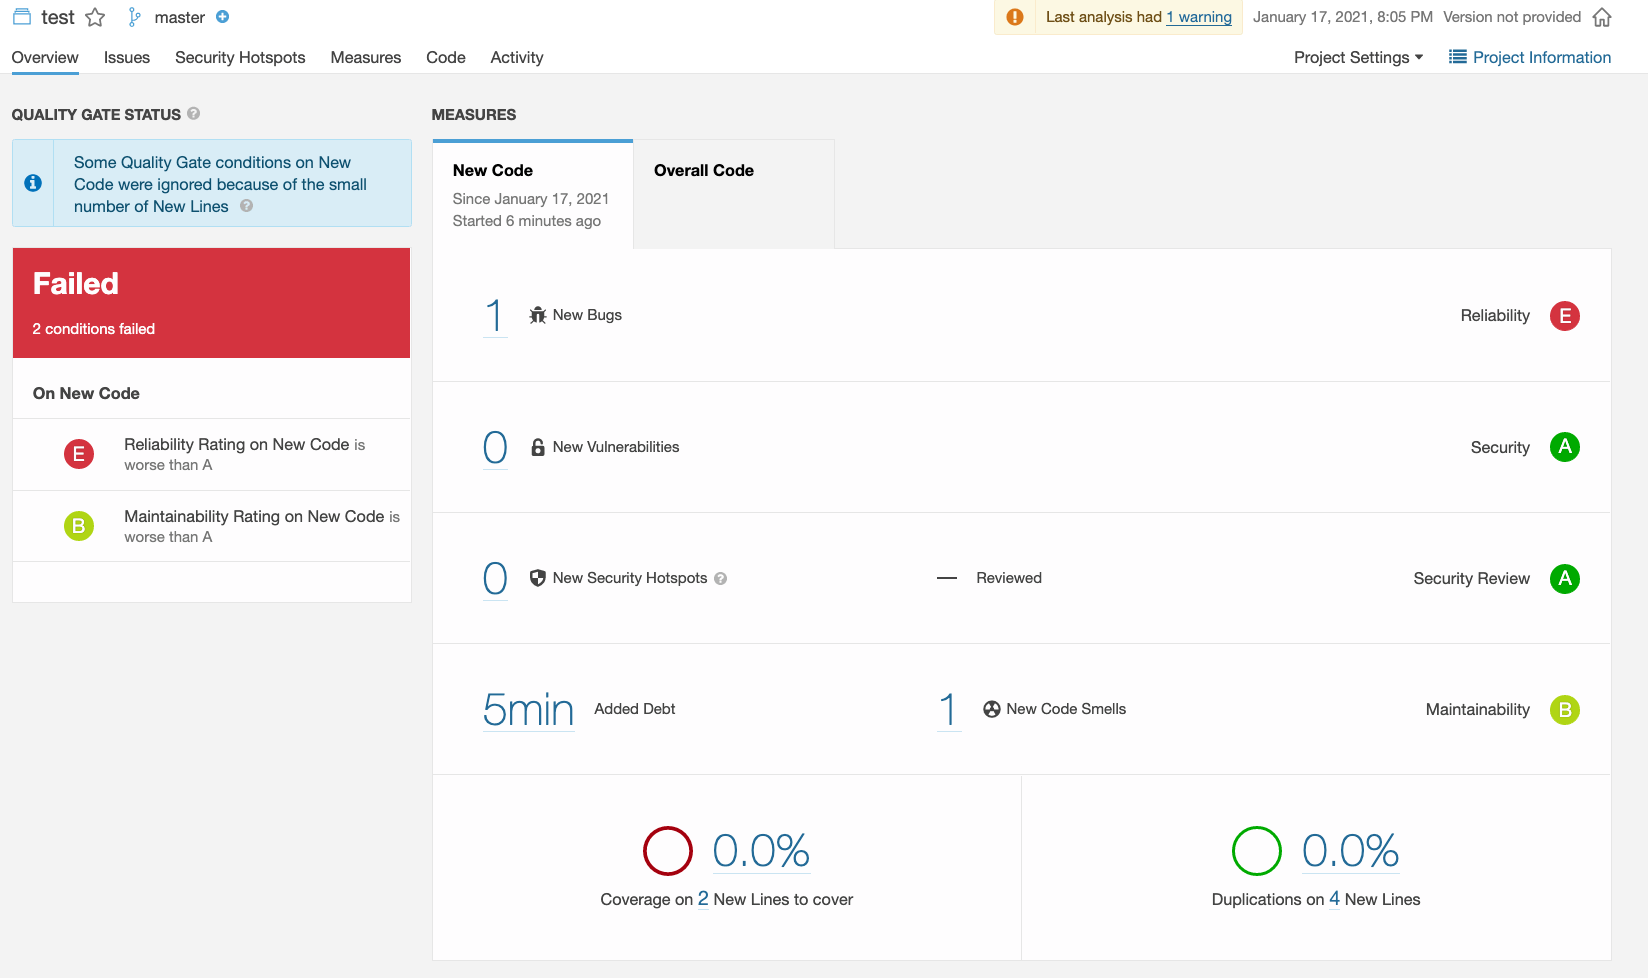 test master
Last analysis had 1 warning January 17, 2021, 8:05 PM Version not provided
Overview Issues Security Hotspots Measures Code Activity
Project Settings Project Information
QUALITY GATE STATUS ?
Some Quality Gate conditions on New
Code were ignored because of the small
number of New Lines ?
Failed
2 conditions failed
On New Code
E Reliability Rating on New Code is
worse than A
B Maintainability Rating on New Code is
worse than A
MEASURES
New Code
Since January 17, 2021
Started 6 minutes ago
Overall Code
1 New Bugs Reliability E
0 New Vulnerabilities Security A
0 New Security Hotspots ? — Reviewed Security Review A
5min Added Debt 1 New Code Smells Maintainability B
0.0%
Coverage on 2 New Lines to cover
0.0%
Duplications on 4 New Lines